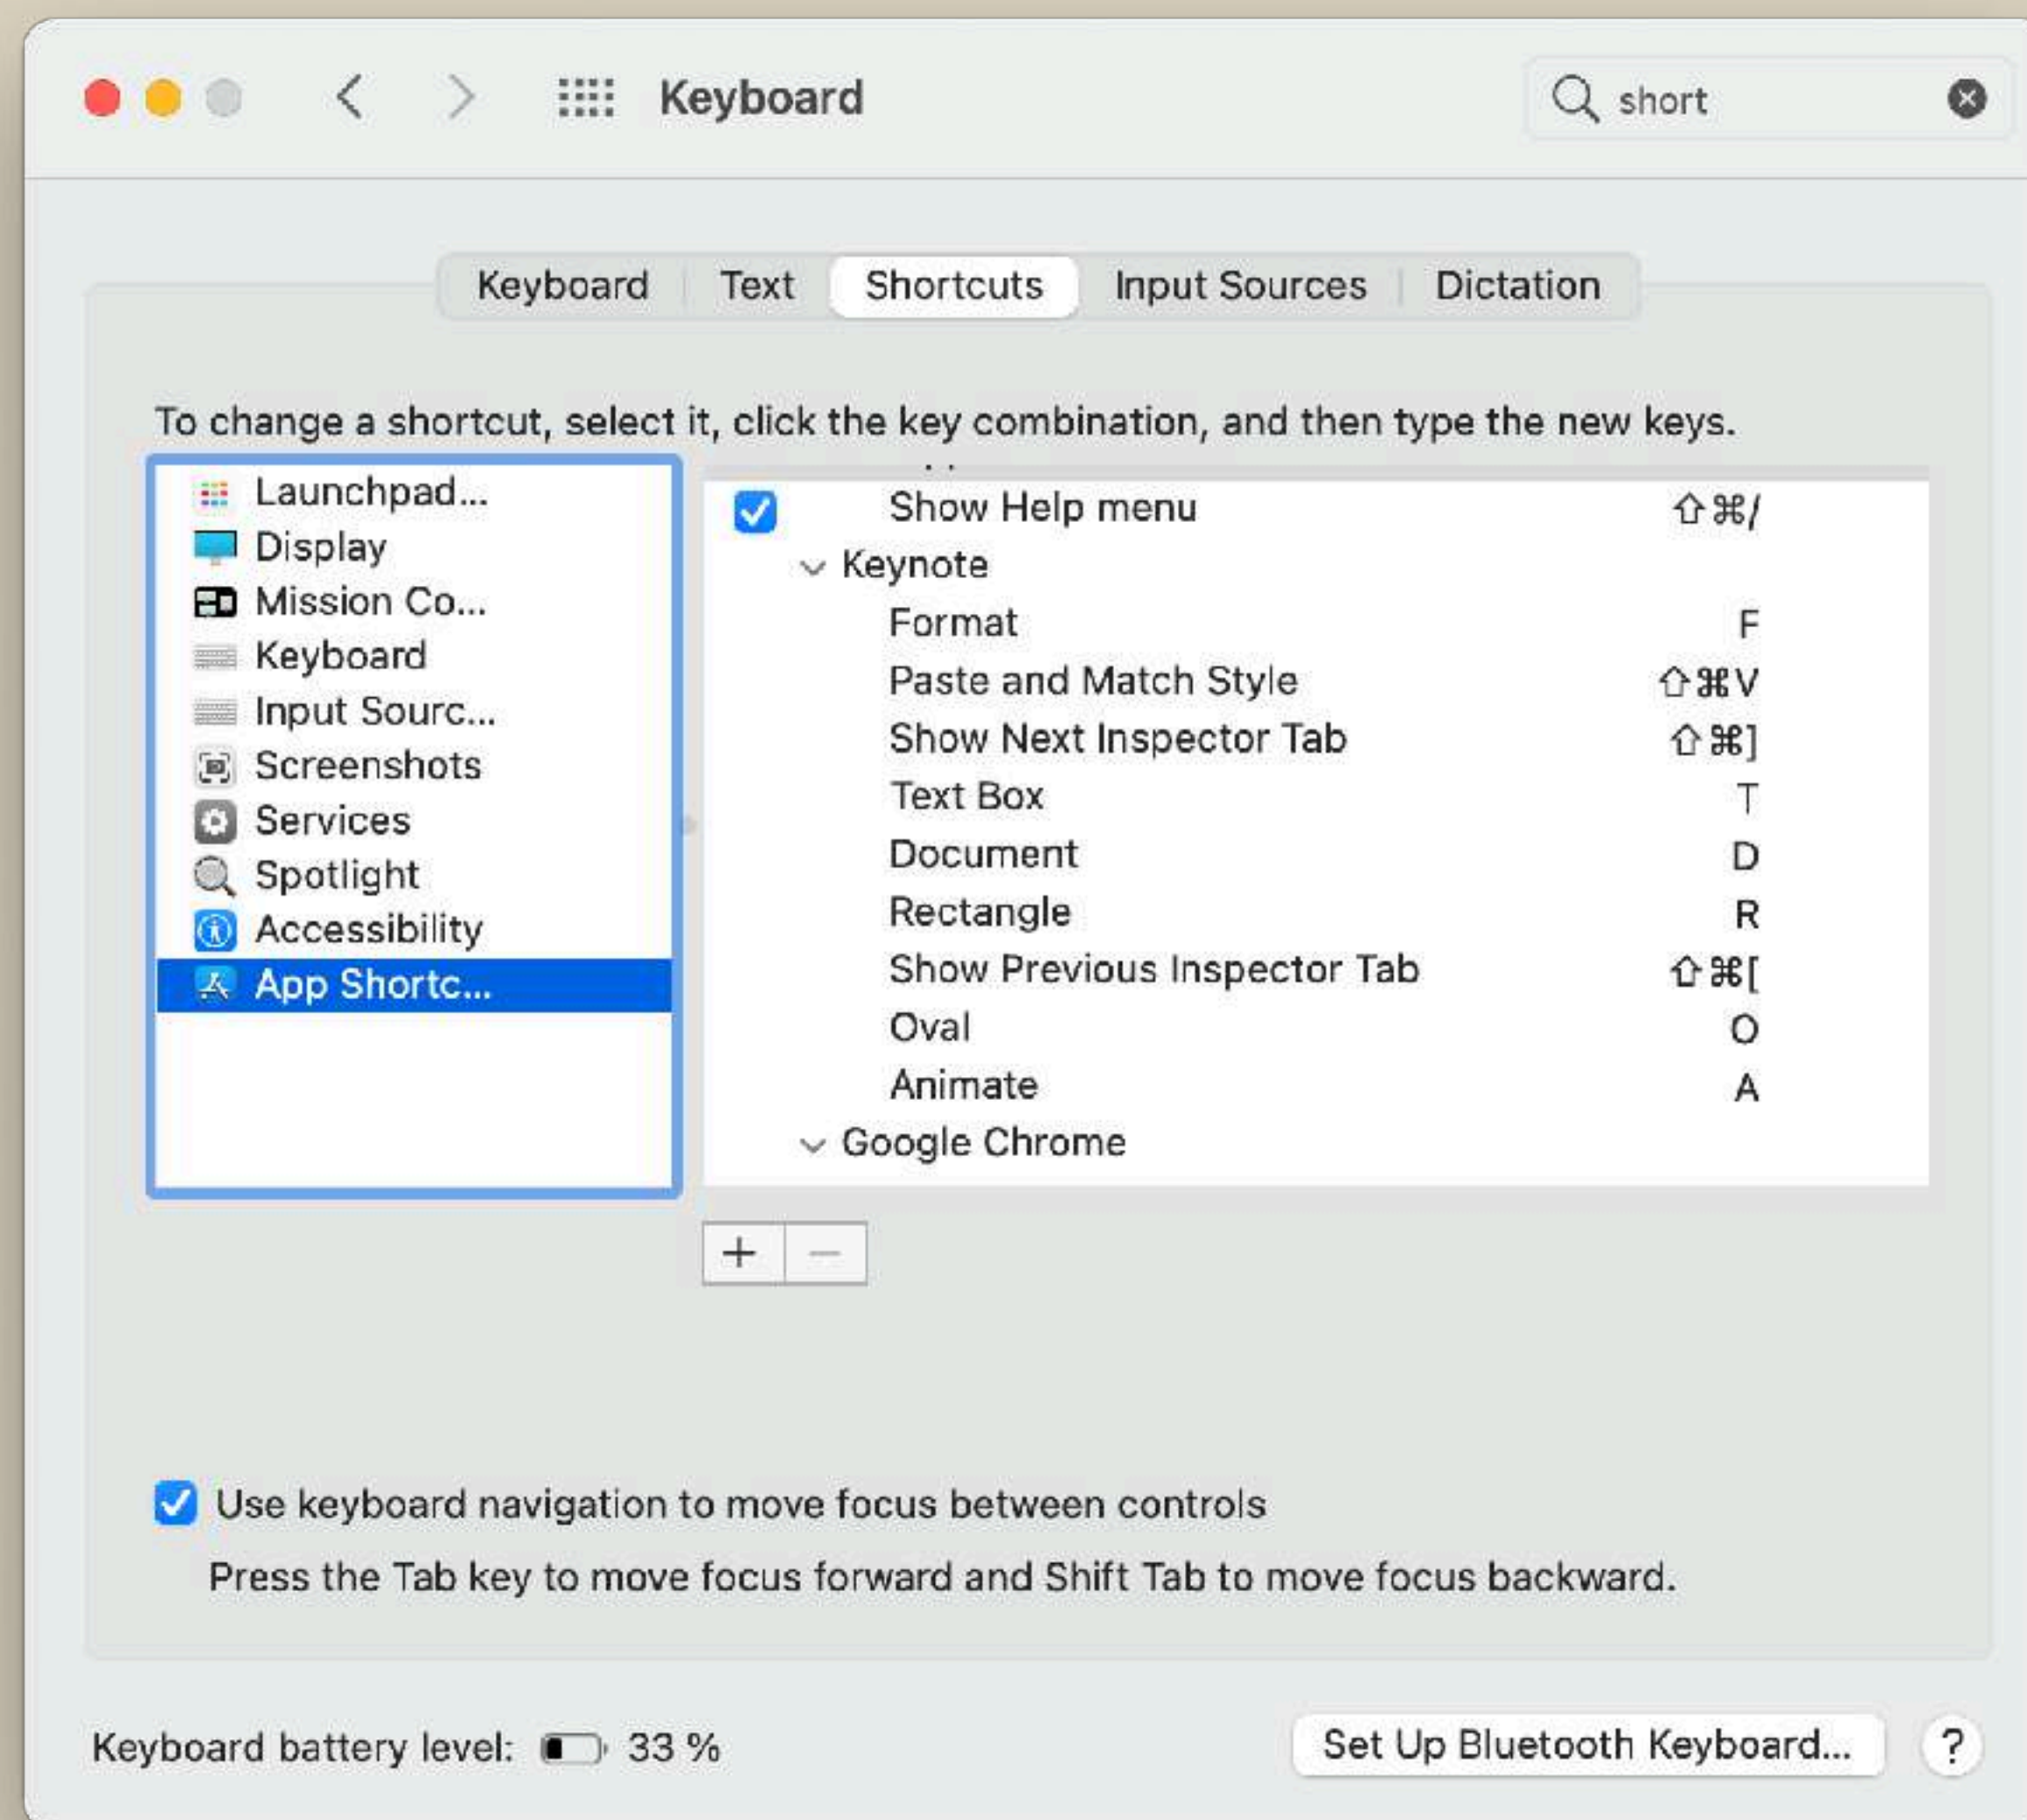 Keyboard
short
Keyboard Text Shortcuts Input Sources Dictation
To change a shortcut, select it, click the key combination, and then type the new keys.
Launchpad...
Display
Mission Co...
Keyboard
Input Sourc...
Screenshots
Services
Spotlight
Accessibility
App Shortc...
Show Help menu ⇧⌘/
Keynote
Format F
Paste and Match Style ⇧⌘V
Show Next Inspector Tab ⇧⌘]
Text Box T
Document D
Rectangle R
Show Previous Inspector Tab ⇧⌘[
Oval O
Animate A
Google Chrome
+ −
Use keyboard navigation to move focus between controls
Press the Tab key to move focus forward and Shift Tab to move focus backward.
Keyboard battery level: 33 %
Set Up Bluetooth Keyboard... ?